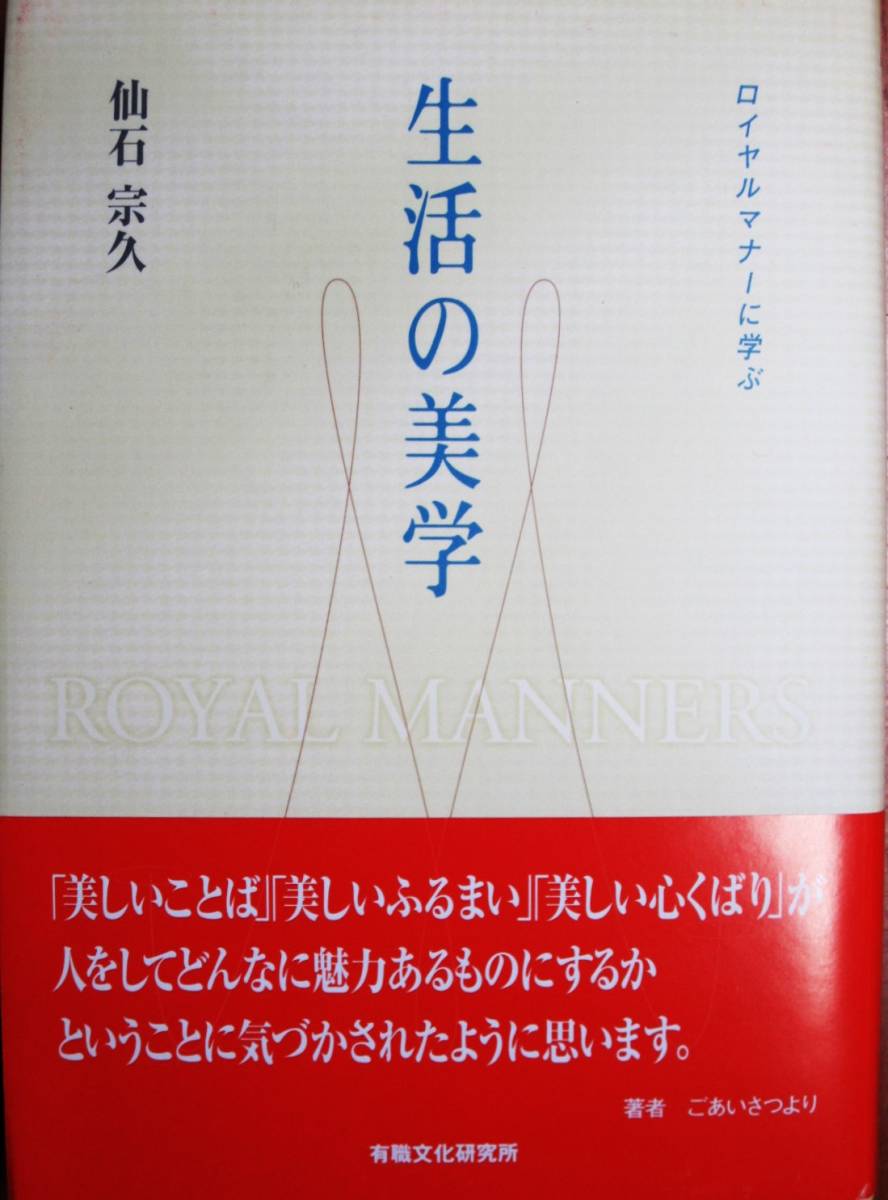 ロイヤルマナーに学ぶ
生活の美学
仙石 宗久
ROYAL MANNERS
「美しいことば」「美しいふるまい」「美しい心くばり」が
人をしてどんなに魅力あるものにするか
ということに気づかされたように思います。
著者 ごあいさつより
有職文化研究所